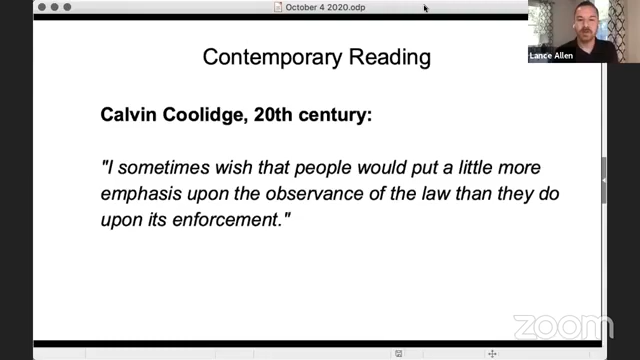 October 4 2020.odp
Lance Allen
Contemporary Reading
Calvin Coolidge, 20th century:
"I sometimes wish that people would put a little more
emphasis upon the observance of the law than they do
upon its enforcement."
zoom